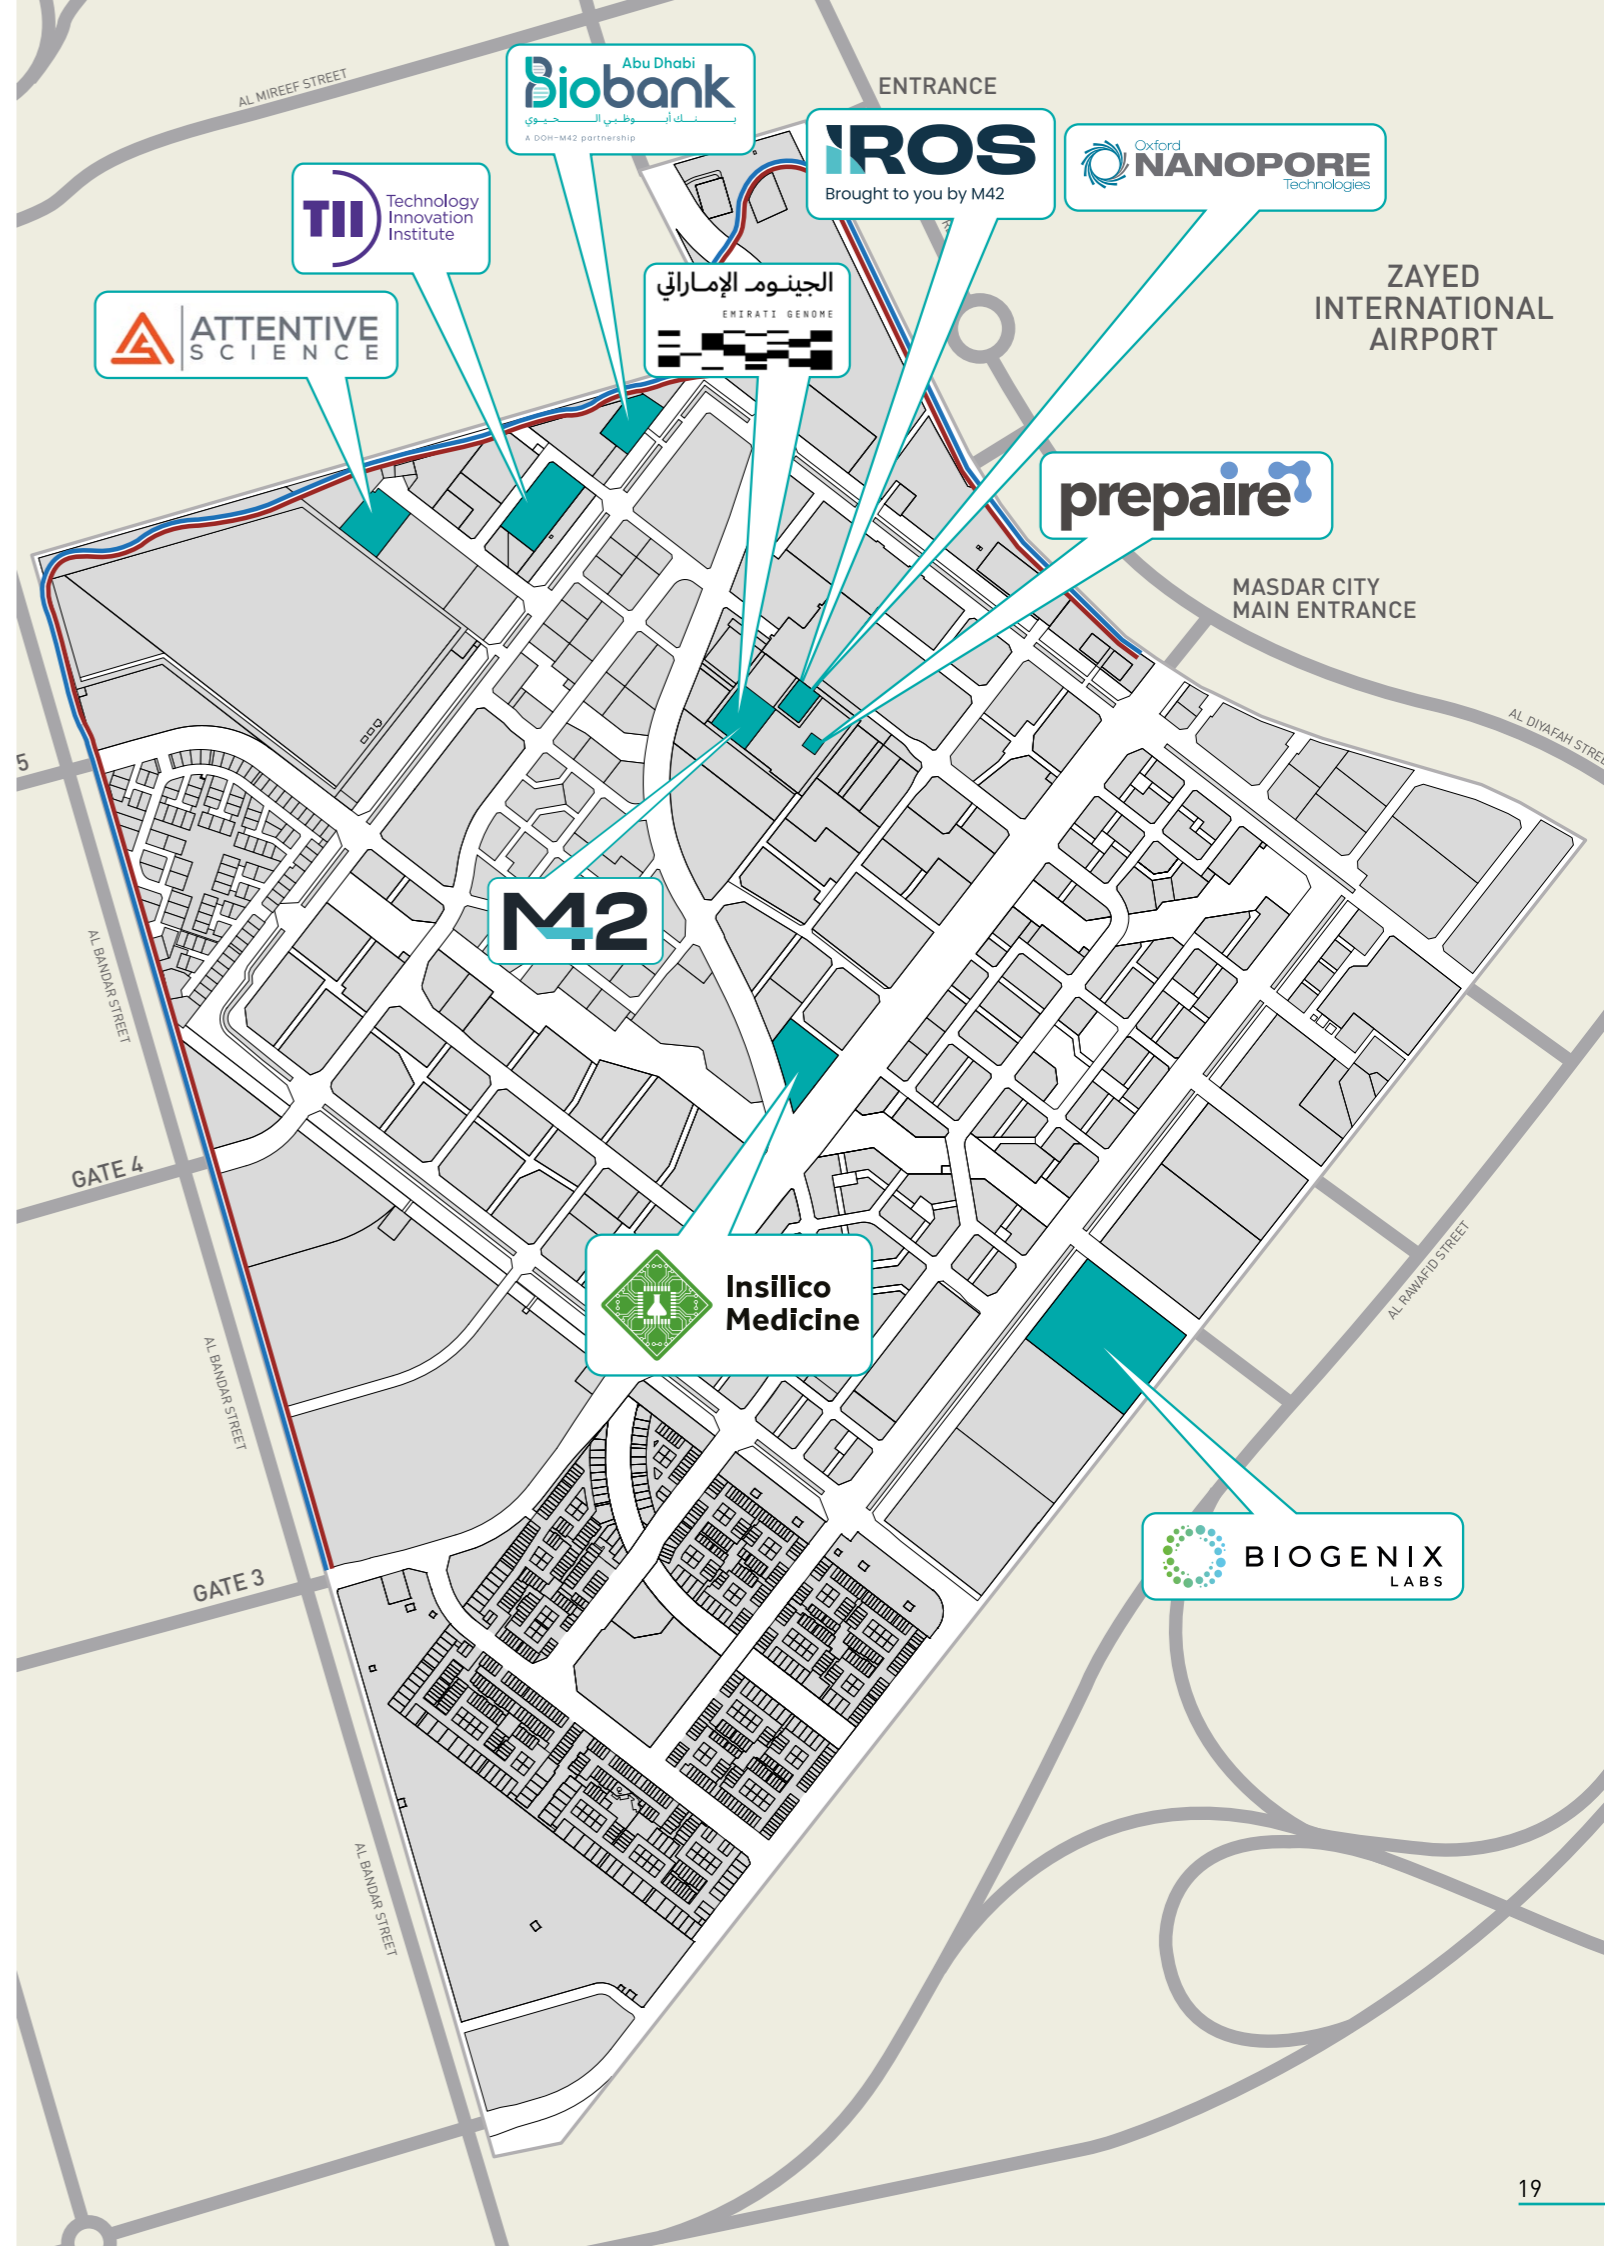 AL MIREEF STREET
Abu Dhabi
Biobank
بنك أبوظبي الحيوي
A DOH-M42 partnership
ENTRANCE
IROS
Brought to you by M42
Oxford
NANOPORE
Technologies
TII
Technology
Innovation
Institute
الجينوم الإماراتي
EMIRATI GENOME
ZAYED
INTERNATIONAL
AIRPORT
ATTENTIVE
SCIENCE
prepaire
MASDAR CITY
MAIN ENTRANCE
AL DIYAFAH STREE
5
M42
AL BANDAR STREET
GATE 4
Insilico
Medicine
AL RAWAFID STREET
AL BANDAR STREET
BIOGENIX
LABS
GATE 3
AL BANDAR STREET
19